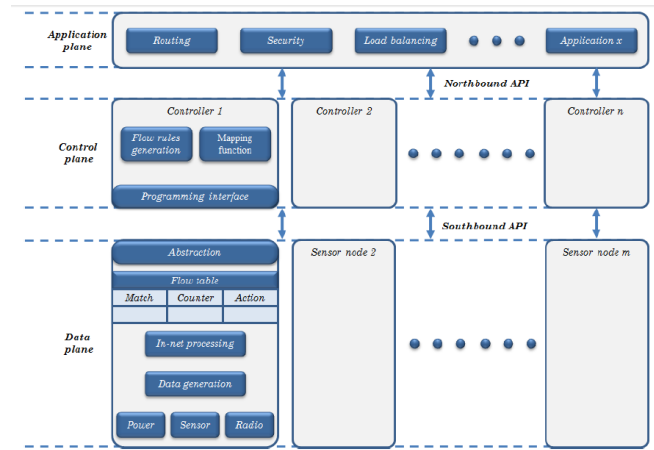 Application
plane
Routing
Security
Load balancing
Application x
Northbound API
Control
plane
Controller 1
Flow rules
generation
Mapping
function
Programming interface
Controller 2
Controller n
Southbound API
Data
plane
Abstraction
Flow table
Match Counter Action
In-net processing
Data generation
Power Sensor Radio
Sensor node 2
Sensor node m